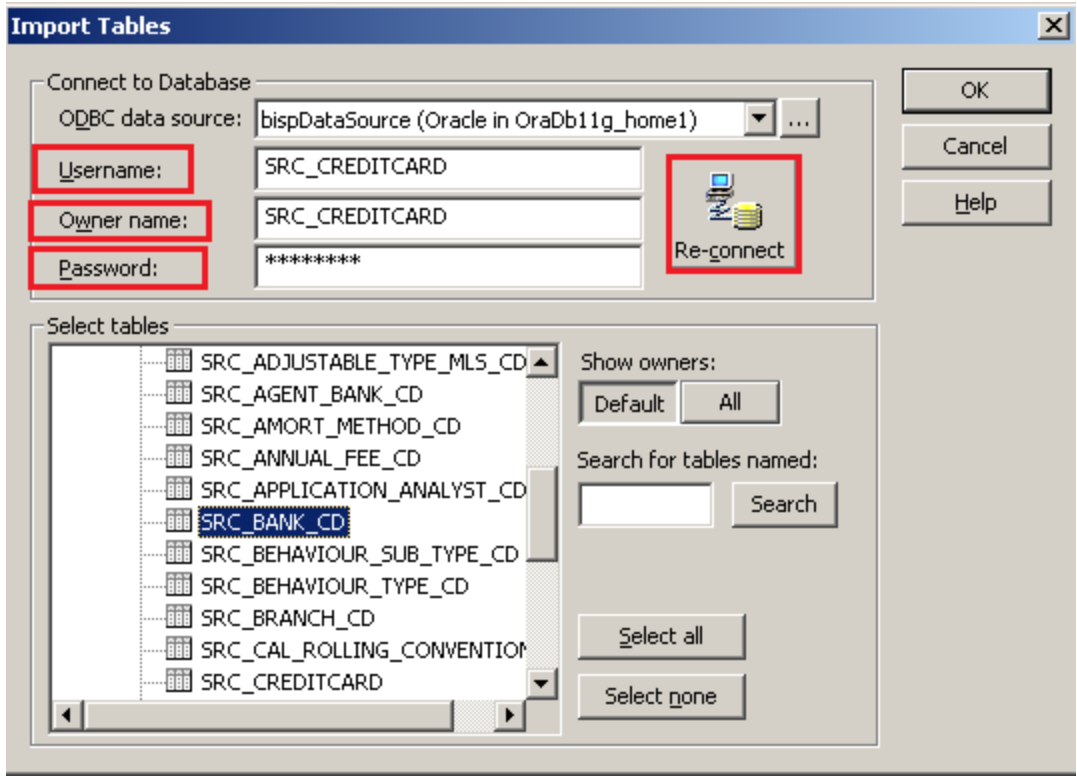 Import Tables
Connect to Database
ODBC data source: bispDataSource (Oracle in OraDb11g_home1) ...
Username: SRC_CREDITCARD
Owner name: SRC_CREDITCARD
Password: ********
Re-connect
OK
Cancel
Help
Select tables
SRC_ADJUSTABLE_TYPE_MLS_CD
SRC_AGENT_BANK_CD
SRC_AMORT_METHOD_CD
SRC_ANNUAL_FEE_CD
SRC_APPLICATION_ANALYST_CD
SRC_BANK_CD
SRC_BEHAVIOUR_SUB_TYPE_CD
SRC_BEHAVIOUR_TYPE_CD
SRC_BRANCH_CD
SRC_CAL_ROLLING_CONVENTION
SRC_CREDITCARD
Show owners:
Default All
Search for tables named:
Search
Select all
Select none